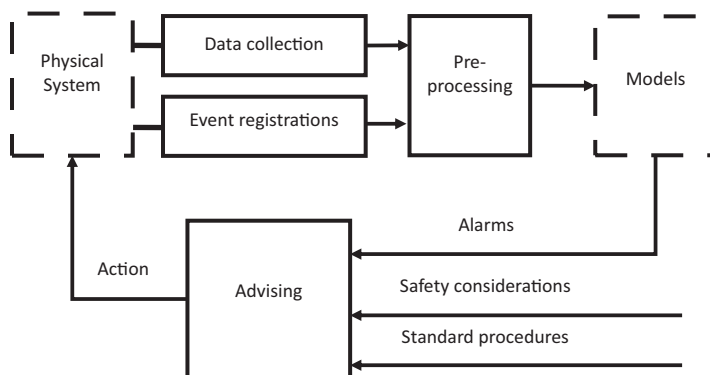 Physical
System
Data collection
Event registrations
Pre-
processing
Models
Alarms
Action
Advising
Safety considerations
Standard procedures